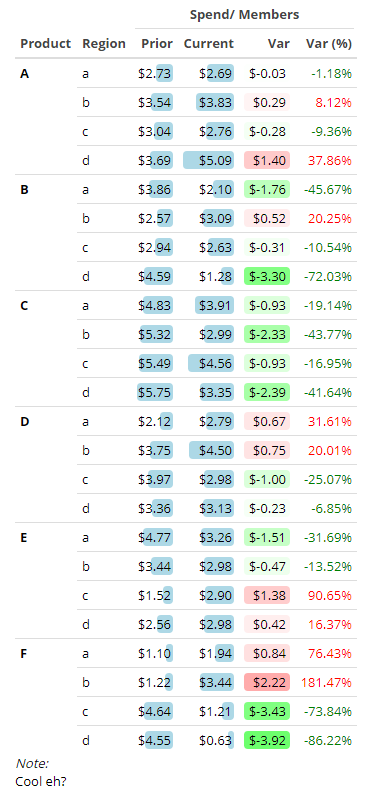 Spend/ Members
Product Region Prior Current Var Var (%)
A a $2.73 $2.69 $-0.03 -1.18%
b $3.54 $3.83 $0.29 8.12%
c $3.04 $2.76 $-0.28 -9.36%
d $3.69 $5.09 $1.40 37.86%
B a $3.86 $2.10 $-1.76 -45.67%
b $2.57 $3.09 $0.52 20.25%
c $2.94 $2.63 $-0.31 -10.54%
d $4.59 $1.28 $-3.30 -72.03%
C a $4.83 $3.91 $-0.93 -19.14%
b $5.32 $2.99 $-2.33 -43.77%
c $5.49 $4.56 $-0.93 -16.95%
d $5.75 $3.35 $-2.39 -41.64%
D a $2.12 $2.79 $0.67 31.61%
b $3.75 $4.50 $0.75 20.01%
c $3.97 $2.98 $-1.00 -25.07%
d $3.36 $3.13 $-0.23 -6.85%
E a $4.77 $3.26 $-1.51 -31.69%
b $3.44 $2.98 $-0.47 -13.52%
c $1.52 $2.90 $1.38 90.65%
d $2.56 $2.98 $0.42 16.37%
F a $1.10 $1.94 $0.84 76.43%
b $1.22 $3.44 $2.22 181.47%
c $4.64 $1.21 $-3.43 -73.84%
d $4.55 $0.63 $-3.92 -86.22%
Note:
Cool eh?